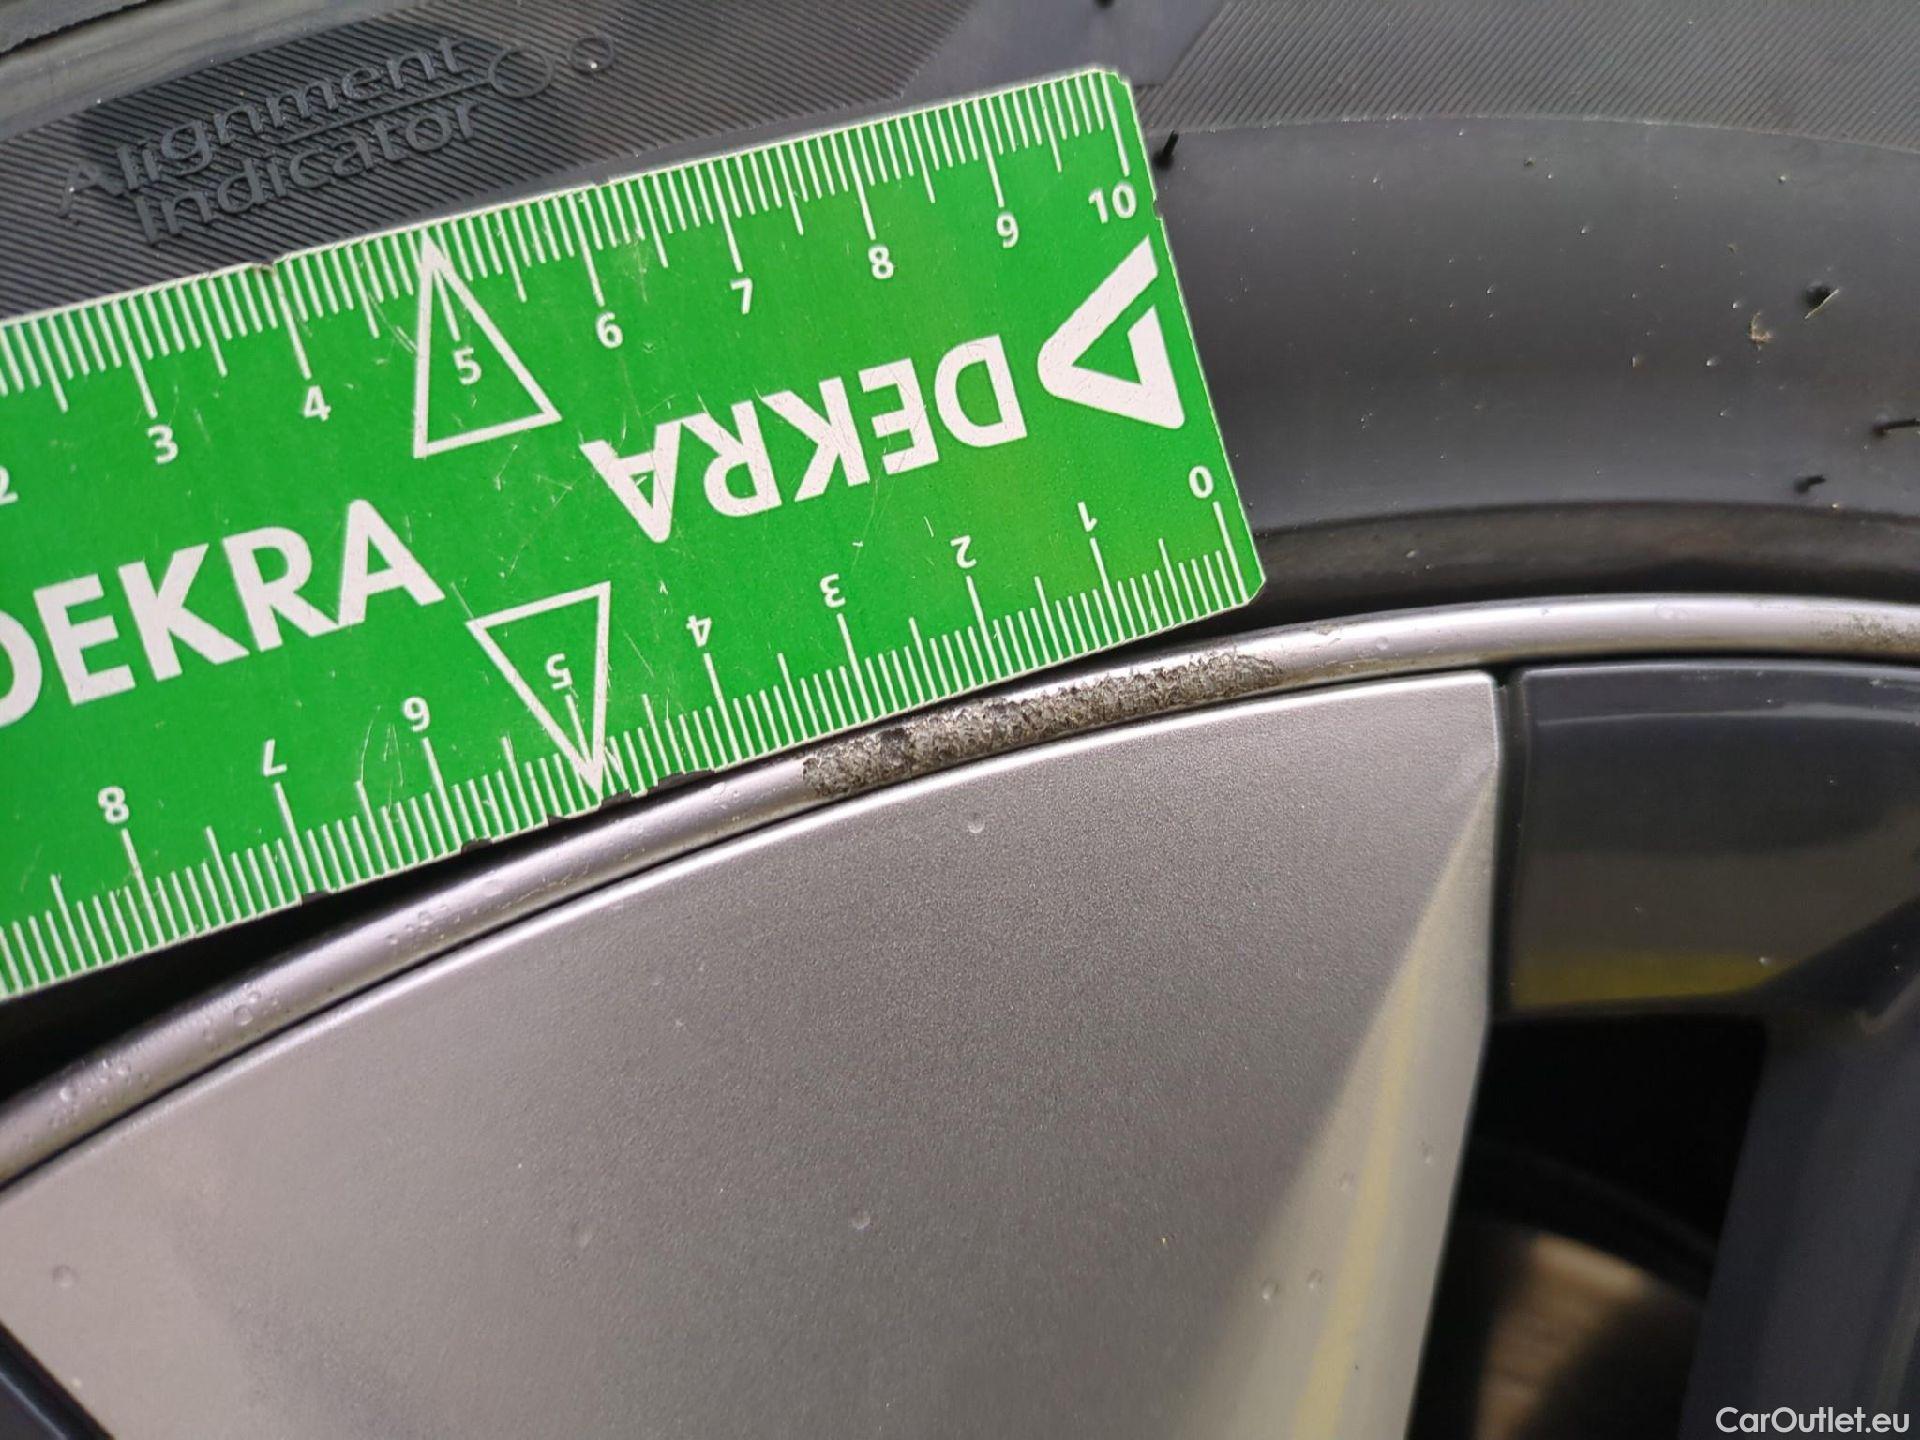 Alignment
Indicator
2 3 4 5 6 7 8 9 10
DEKRA
DEKRA
8 7 6 5 4 3 2 1 0
CarOutlet.eu